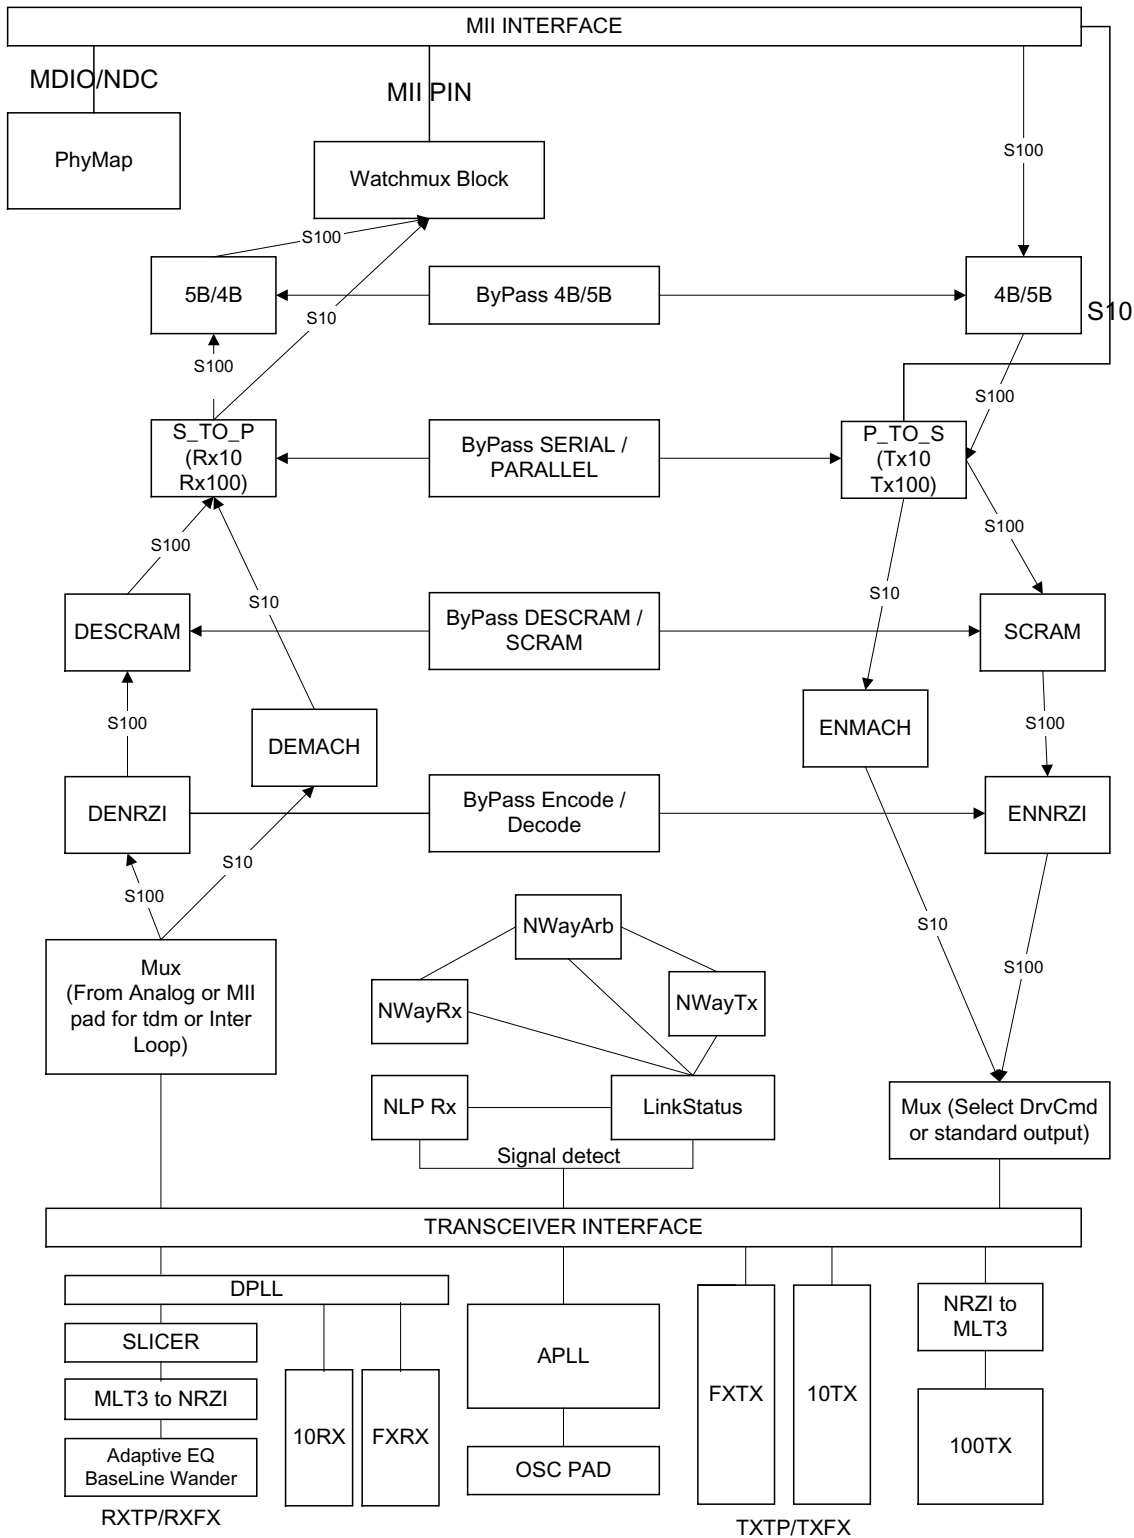 MII INTERFACE
MDIO/NDC
MII PIN
PhyMap
Watchmux Block
S100
S100
5B/4B
ByPass 4B/5B
4B/5B
S10
S10
S100
S100
S_TO_P
(Rx10
Rx100)
ByPass SERIAL /
PARALLEL
P_TO_S
(Tx10
Tx100)
S100
S100
S10
S10
DESCRAM
ByPass DESCRAM /
SCRAM
SCRAM
S100
DEMACH
ENMACH
S100
DENRZI
ByPass Encode /
Decode
ENNRZI
S10
S100
S10
S100
Mux
(From Analog or MII
pad for tdm or Inter
Loop)
NWayArb
NWayRx
NWayTx
NLP Rx
LinkStatus
Mux (Select DrvCmd
or standard output)
Signal detect
TRANSCEIVER INTERFACE
DPLL
SLICER
MLT3 to NRZI
Adaptive EQ
BaseLine Wander
RXTP/RXFX
10RX
FXRX
APLL
OSC PAD
FXTX
10TX
NRZI to
MLT3
100TX
TXTP/TXFX